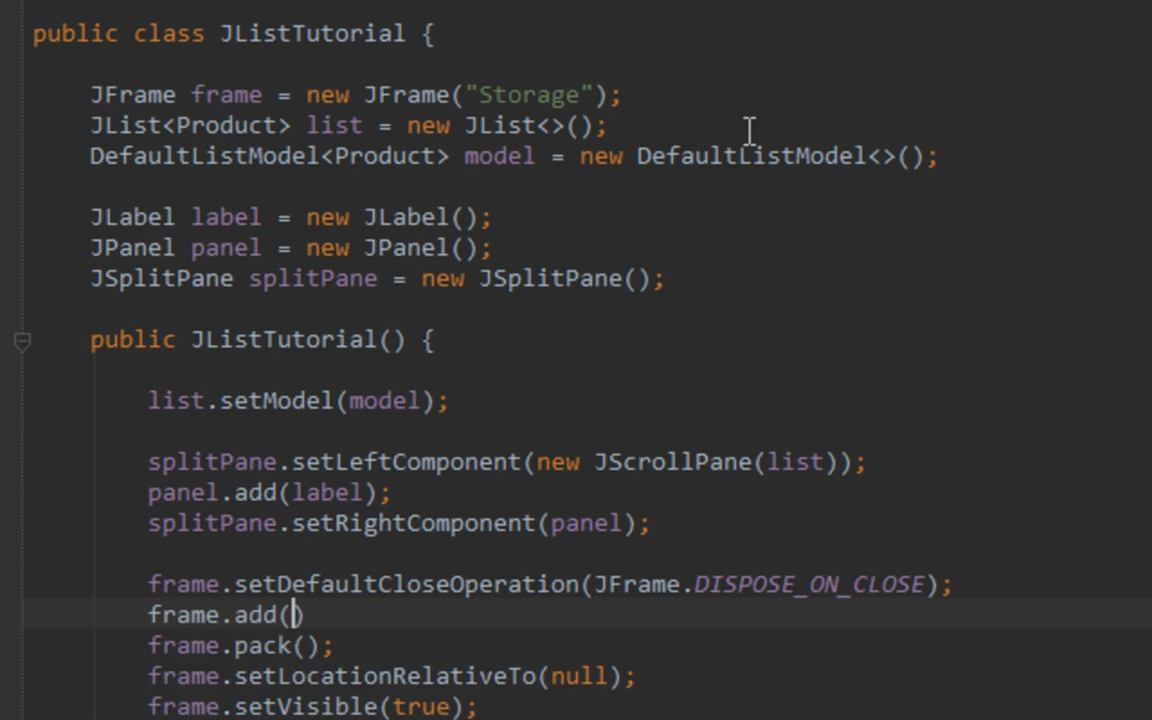 public class JListTutorial {
JFrame frame = new JFrame("Storage");
JList<Product> list = new JList<>();
DefaultListModel<Product> model = new DefaultListModel<>();
JLabel label = new JLabel();
JPanel panel = new JPanel();
JSplitPane splitPane = new JSplitPane();
public JListTutorial() {
list.setModel(model);
splitPane.setLeftComponent(new JScrollPane(list));
panel.add(label);
splitPane.setRightComponent(panel);
frame.setDefaultCloseOperation(JFrame.DISPOSE_ON_CLOSE);
frame.add()
frame.pack();
frame.setLocationRelativeTo(null);
frame.setVisible(true);